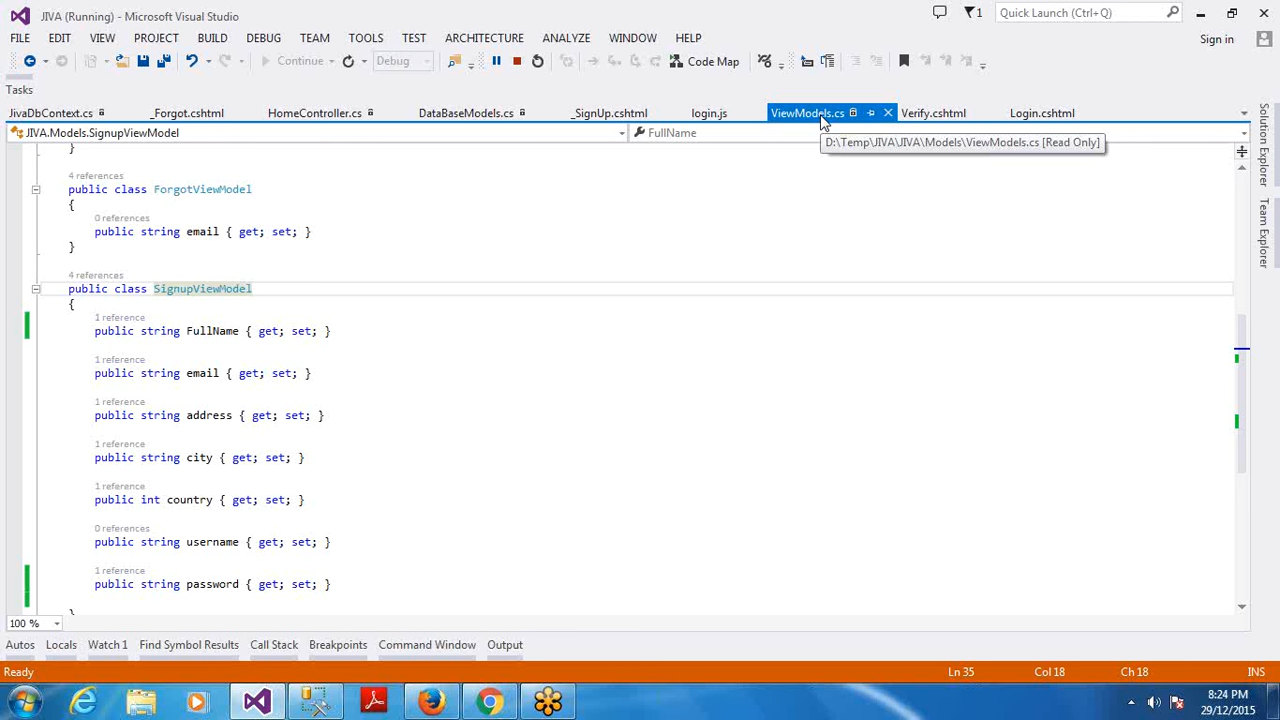 JIVA (Running) - Microsoft Visual Studio
1
Quick Launch (Ctrl+Q)
FILE EDIT VIEW PROJECT BUILD DEBUG TEAM TOOLS TEST ARCHITECTURE ANALYZE WINDOW HELP
Sign in
Continue
Debug
Code Map
Tasks
JivaDbContext.cs _Forgot.cshtml HomeController.cs DataBaseModels.cs _SignUp.cshtml login.js ViewModels.cs Verify.cshtml Login.cshtml
JIVA.Models.SignupViewModel
FullName
D:\Temp\JIVA\JIVA\Models\ViewModels.cs [Read Only]
}
4 references
public class ForgotViewModel
{
0 references
public string email { get; set; }
}
4 references
public class SignupViewModel
{
1 reference
public string FullName { get; set; }
1 reference
public string email { get; set; }
1 reference
public string address { get; set; }
1 reference
public string city { get; set; }
1 reference
public int country { get; set; }
0 references
public string username { get; set; }
1 reference
public string password { get; set; }
}
Solution Explorer
Team Explorer
100 %
Autos Locals Watch 1 Find Symbol Results Call Stack Breakpoints Command Window Output
Ready
Ln 35 Col 18 Ch 18 INS
8:24 PM
29/12/2015